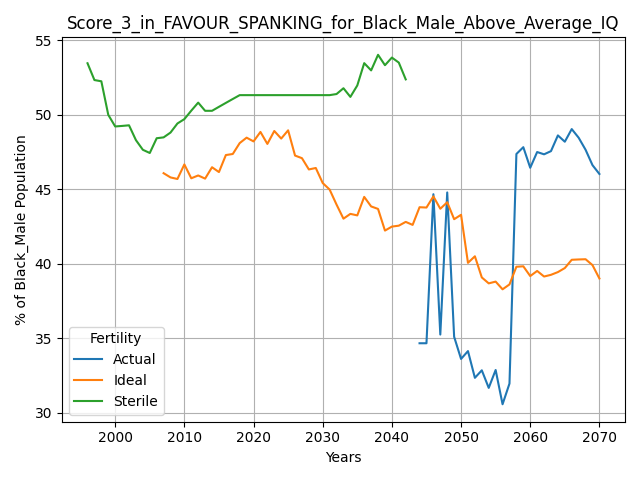 Score_3_in_FAVOUR_SPANKING_for_Black_Male_Above_Average_IQ
% of Black_Male Population
55
50
45
40
35
30
Fertility
Actual
Ideal
Sterile
2000 2010 2020 2030 2040 2050 2060 2070
Years